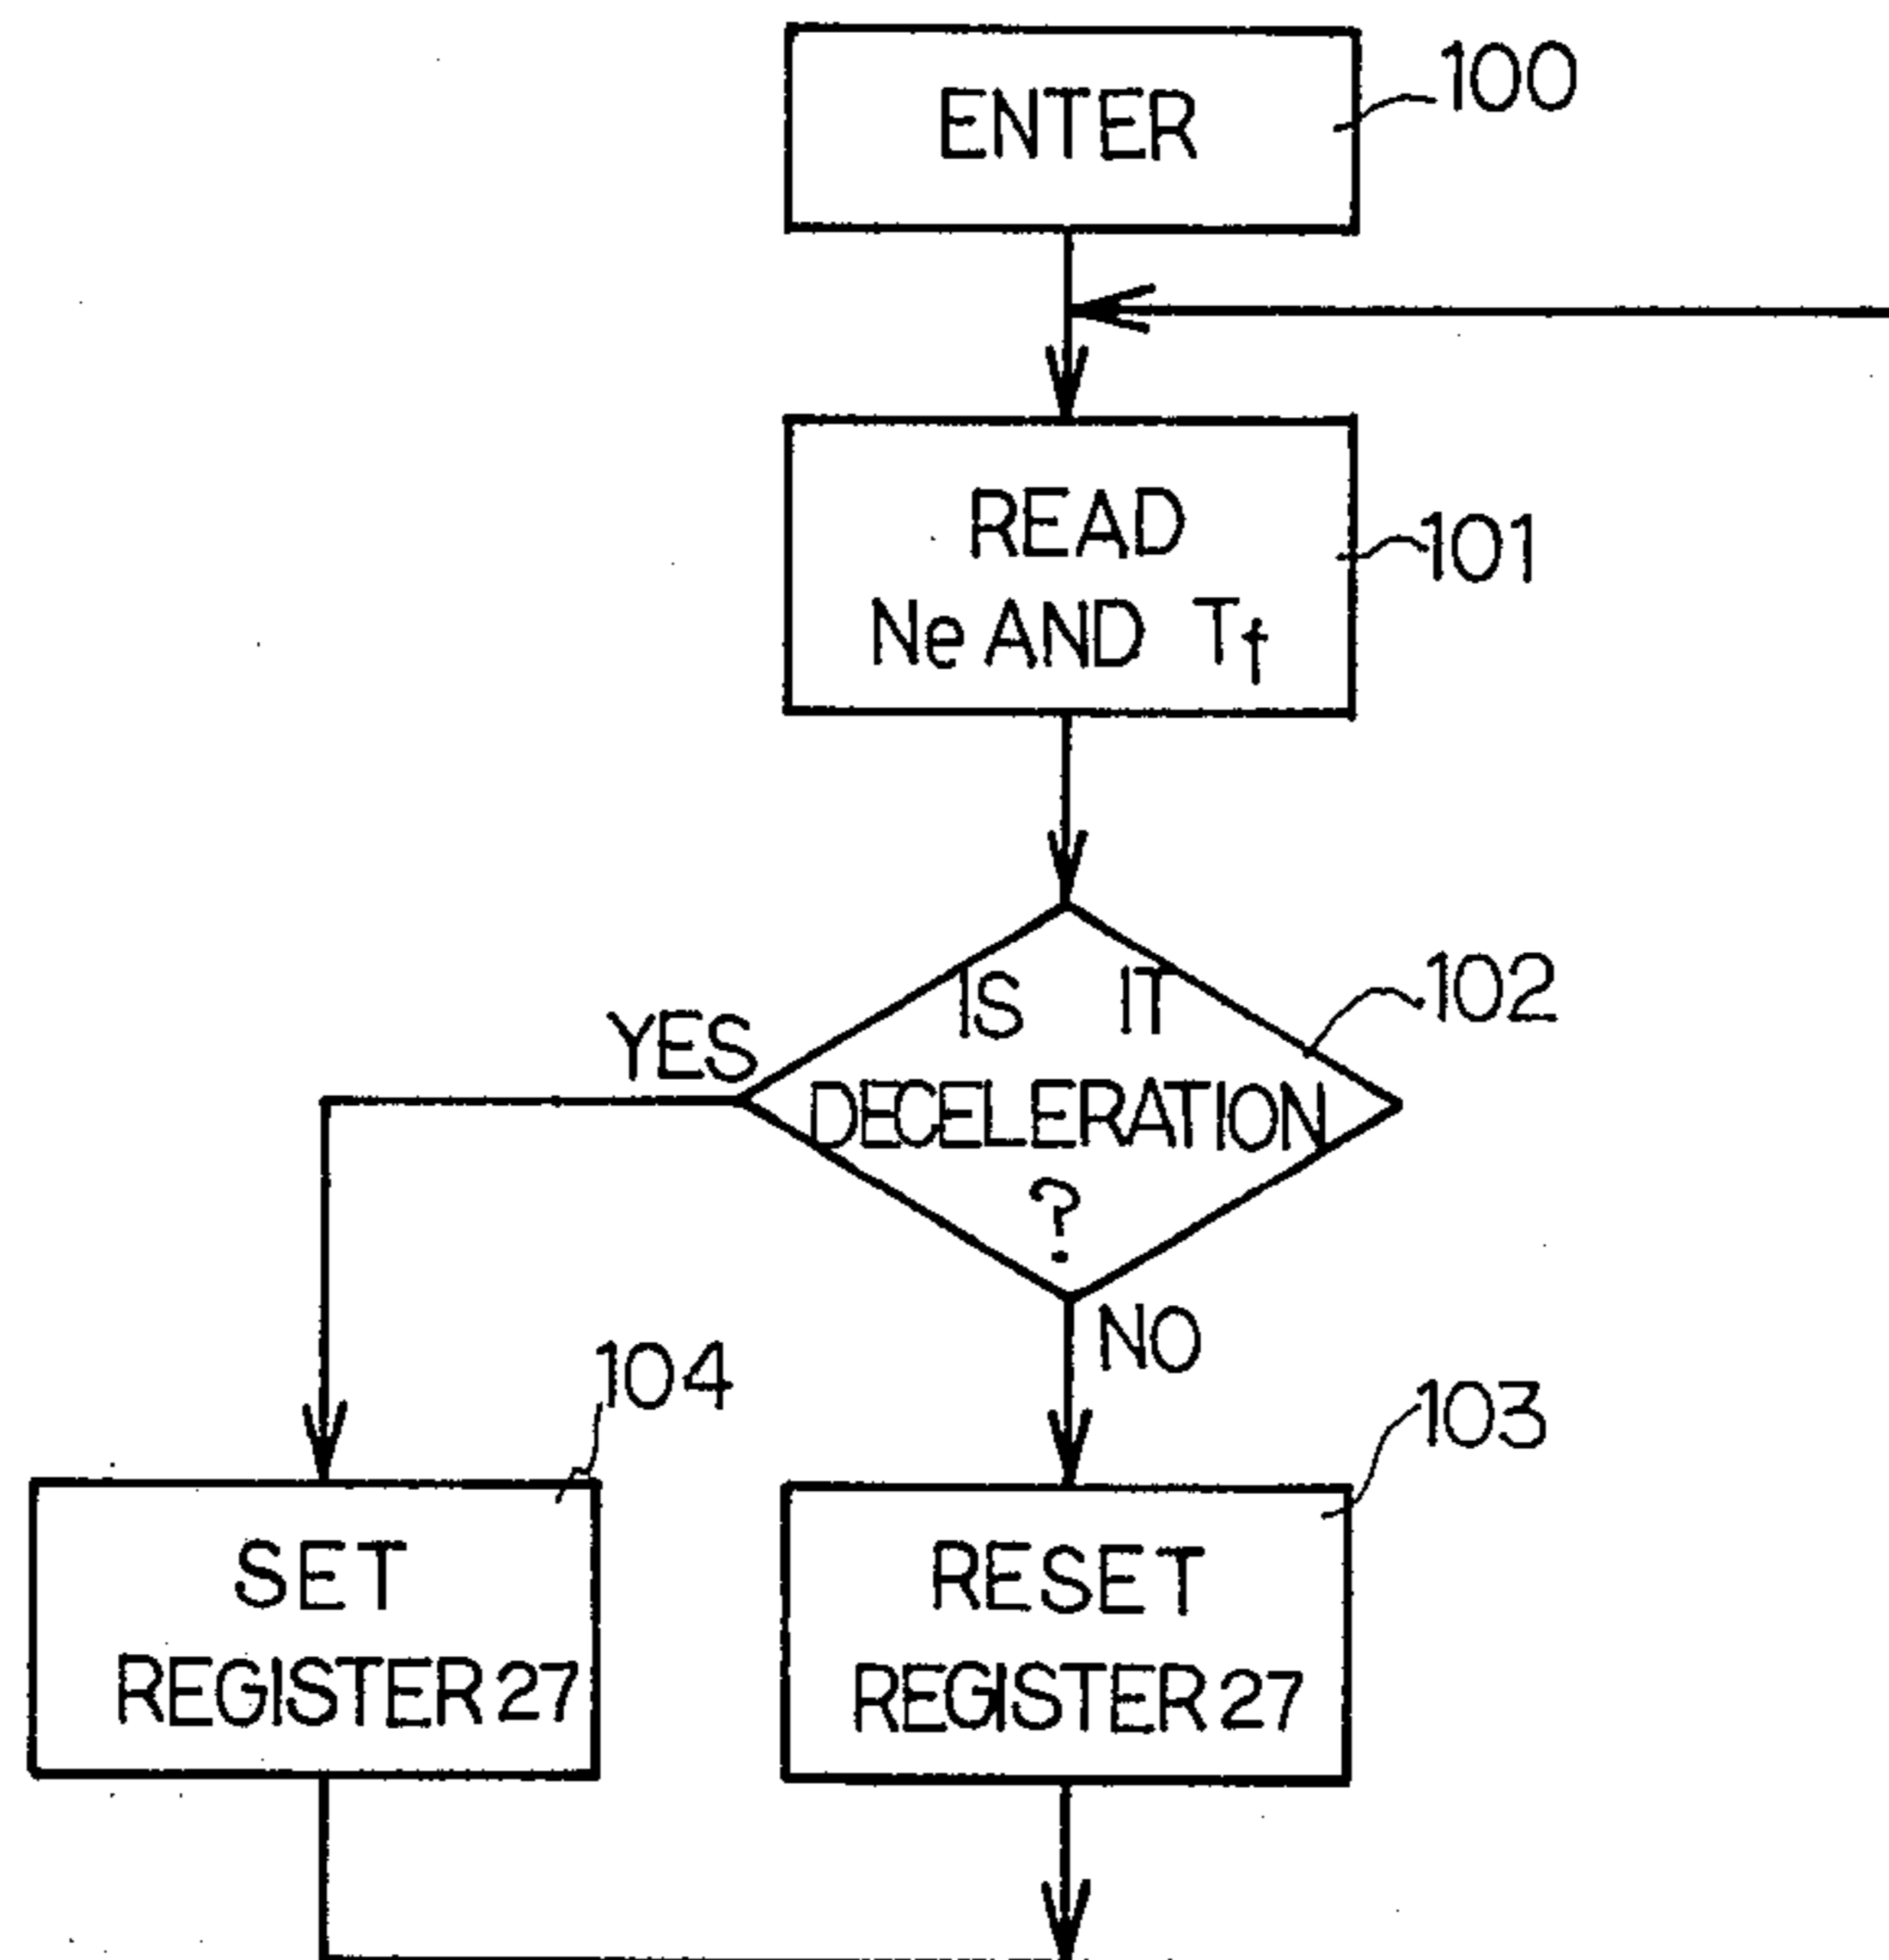 ENTER
100
READ
Ne AND Tf
101
IS IT
DECELERATION
?
102
YES
NO
104
103
SET
REGISTER 27
RESET
REGISTER 27